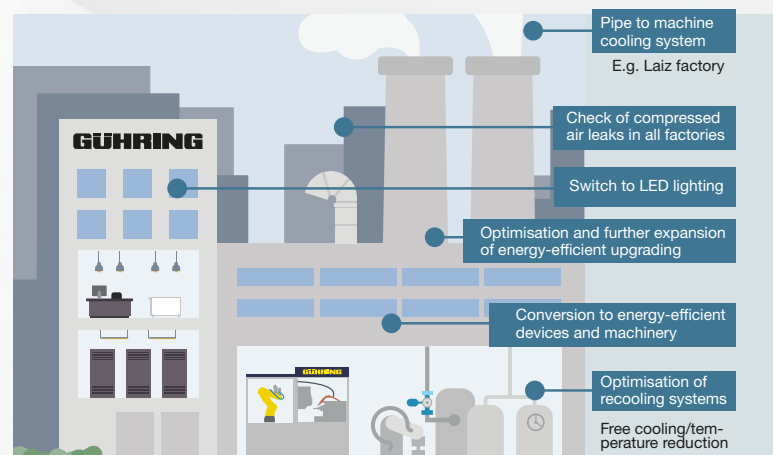 Pipe to machine
cooling system
E.g. Laiz factory
Check of compressed
air leaks in all factories
GÜHRING
Switch to LED lighting
Optimisation and further expansion
of energy-efficient upgrading
Conversion to energy-efficient
devices and machinery
GÜHRING
Optimisation of
recooling systems
Free cooling/tem-
perature reduction